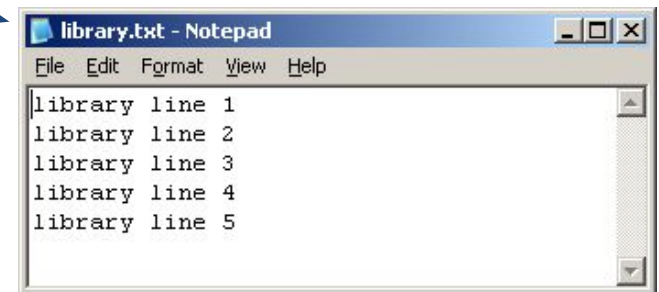 library.txt - Notepad
File Edit Format View Help
library line 1
library line 2
library line 3
library line 4
library line 5